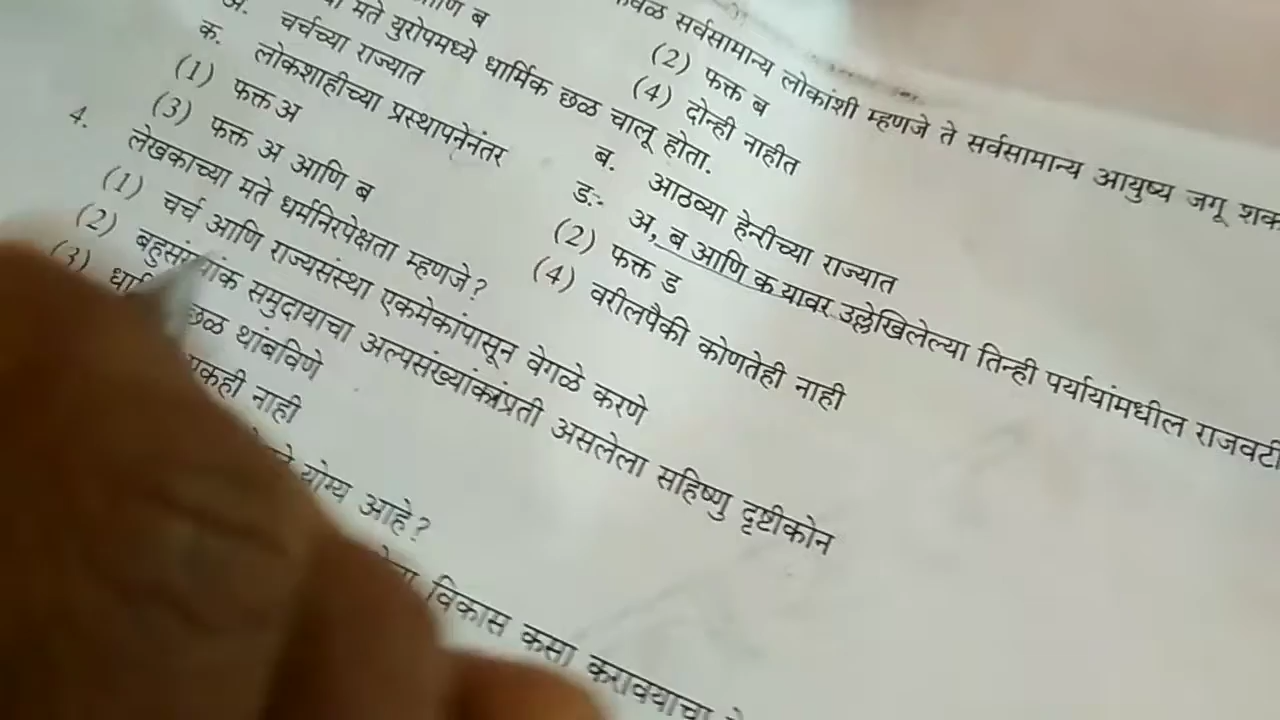 आणि ब
केवळ सर्वसामान्य लोकांशी म्हणजे ते सर्वसामान्य आयुष्य जगू
(2) फक्त ब
(4) दोन्ही नाहीत
मते युरोपमध्ये धार्मिक छळ चालू होता.
अ. चर्चच्या राज्यात
ब. आठव्या हेन्रीच्या राज्यात
क. लोकशाहीच्या प्रस्थापनेनंतर
ड:- अ, ब आणि क यावर उल्लेखिलेल्या तिन्ही पर्यायांमधील राजवटी
(1) फक्त अ
(2) फक्त ड
(3) फक्त अ आणि ब
(4) वरीलपैकी कोणतेही नाही
4. लेखकाच्या मते धर्मनिरपेक्षता म्हणजे?
(1) चर्च आणि राज्यसंस्था एकमेकांपासून वेगळे करणे
(2) बहुसंख्यांक समुदायाचा अल्पसंख्यांकांप्रती असलेला सहिष्णु दृष्टीकोन
(3) छळ थांबविणे
नाही
योग्य आहे?
विकास कसा करावयाचा